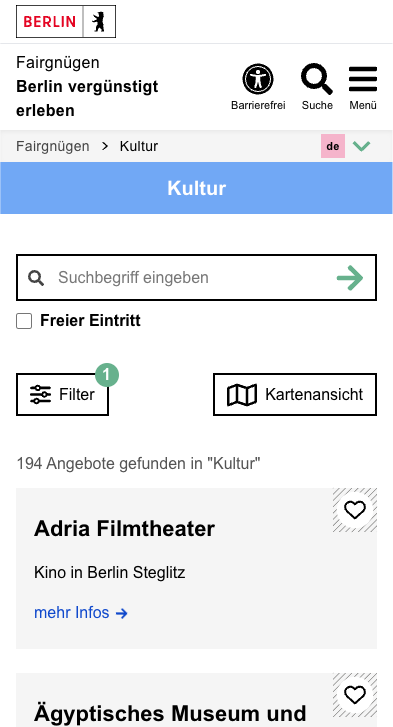 BERLIN
Fairgnügen
Berlin vergünstigt
erleben
Barrierefrei
Suche
Menü
Fairgnügen
Kultur
de
Kultur
Suchbegriff eingeben
Freier Eintritt
Filter
1
Kartenansicht
194 Angebote gefunden in "Kultur"
Adria Filmtheater
Kino in Berlin Steglitz
mehr Infos
Ägyptisches Museum und